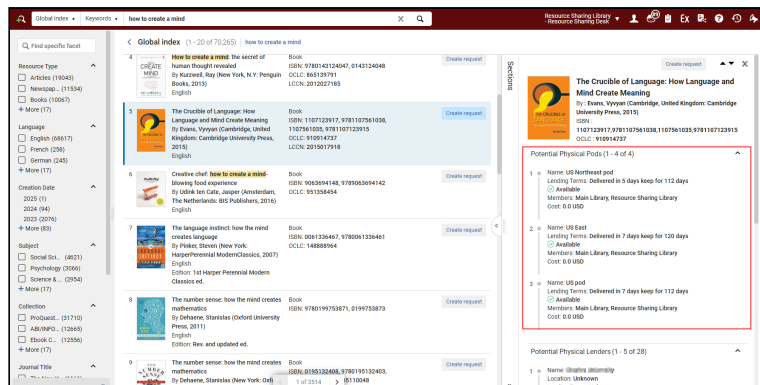 Global index
Keywords
how to create a mind
Resource Sharing Library
- Resource Sharing Desk
Find specific facet
Resource Type
Articles (19043)
Newspap... (11534)
Books (10067)
+ More (17)
Language
English (68617)
French (258)
German (245)
+ More (17)
Creation Date
2025 (1)
2024 (94)
2023 (2076)
+ More (83)
Subject
Social Sci... (4621)
Psychology (3066)
Science & ... (2954)
+ More (17)
Collection
ProQuest... (31710)
ABI/INFO... (12665)
Ebook C... (12556)
+ More (17)
Journal Title
Global index (1 - 20 of 70,265) how to create a mind
4
How to create a mind: the secret of
human thought revealed
By Kurzweil, Ray (New York, N.Y: Penguin
Books, 2013)
English
Book
ISBN: 9780143124047, 0143124048
OCLC: 865139791
LCCN: 2012027185
Create request
5
The Crucible of Language: How
Language and Mind Create Meaning
By Evans, Vyvyan (Cambridge, United
Kingdom: Cambridge University Press,
2015)
English
Book
ISBN: 1107123917, 9781107561038,
1107561035, 9781107123915
OCLC: 910914737
LCCN: 2015017918
Create request
6
Creative chef: how to create a mind-
blowing food experience
By Udink ten Cate, Jasper (Amsterdam,
The Netherlands: BIS Publishers, 2016)
English
Book
ISBN: 9063694148, 9789063694142
OCLC: 951358454
Create request
7
The language instinct: how the mind
creates language
By Pinker, Steven (New York:
HarperPerennial ModernClassics, 2007)
English
Edition: 1st Harper Perennial Modern
Classics ed.
Book
ISBN: 0061336467, 9780061336461
OCLC: 148888964
Create request
8
The number sense: how the mind creates
mathematics
By Dehaene, Stanislas (Oxford University
Press, 2011)
English
Edition: Rev. and updated ed.
Book
ISBN: 9780199753871, 0199753873
Create request
9
The number sense: how the mind creates
mathematics
By Dehaene, Stanislas (New York: Oxf
Book
ISBN: 0195132408, 9780195132403,
Create request
1 of 3514
Sections
Create request
The Crucible of Language: How Language and
Mind Create Meaning
By : Evans, Vyvyan (Cambridge, United Kingdom: Cambridge
University Press, 2015)
ISBN :
1107123917,9781107561038,1107561035,9781107123915
OCLC : 910914737
Potential Physical Pods (1 - 4 of 4)
1
Name: US Northeast pod
Lending Terms: Delivered in 5 days keep for 112 days
Available
Members: Main Library, Resource Sharing Library
Cost: 0.0 USD
2
Name: US East
Lending Terms: Delivered in 7 days keep for 120 days
Available
Members: Main Library, Resource Sharing Library
Cost: 0.0 USD
3
Name: US pod
Lending Terms: Delivered in 7 days keep for 112 days
Available
Members: Main Library, Resource Sharing Library
Cost: 0.0 USD
Potential Physical Lenders (1 - 5 of 28)
1
Name:
Location: Unknown